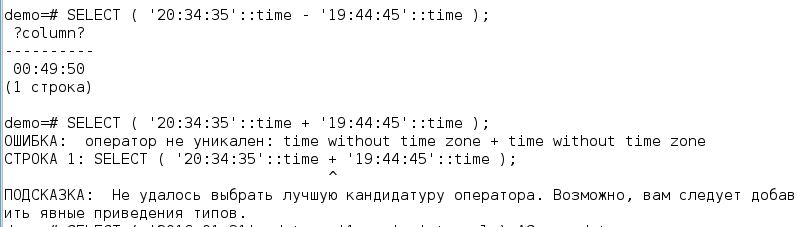 demo=# SELECT ( '20:34:35'::time - '19:44:45'::time );
?column?
----------
00:49:50
(1 строка)
demo=# SELECT ( '20:34:35'::time + '19:44:45'::time );
ОШИБКА:  оператор не уникален: time without time zone + time without time zone
СТРОКА 1: SELECT ( '20:34:35'::time + '19:44:45'::time );
^
ПОДСКАЗКА:  Не удалось выбрать лучшую кандидатуру оператора. Возможно, вам следует добав
ить явные приведения типов.